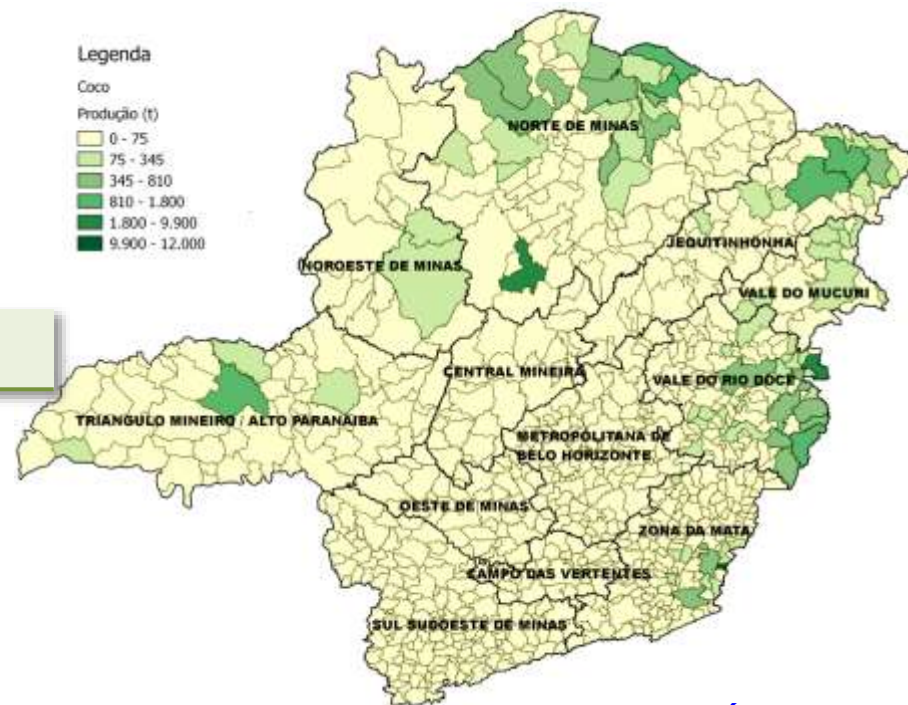 Legenda
Coco
Produção (t)
0 - 75
75 - 345
345 - 810
810 - 1.800
1.800 - 9.900
9.900 - 12.000
NORTE DE MINAS
JEQUITINHONHA
NOROESTE DE MINAS
VALE DO MUCURI
CENTRAL MINEIRA
VALE DO RIO DOCE
TRIANGULO MINEIRO / ALTO PARANAIBA
METROPOLITANA DE
BELO HORIZONTE
OESTE DE MINAS
ZONA DA MATA
CAMPO DAS VERTENTES
SUL SUDOESTE DE MINAS